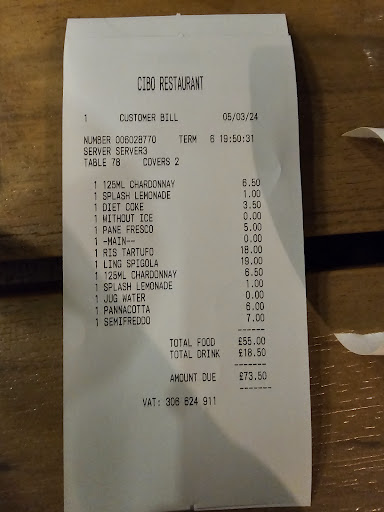 CIBO RESTAURANT
1 CUSTOMER BILL 05/03/24
NUMBER 006028770 TERM 6 19:50:31
SERVER SERVER3
TABLE 78 COVERS 2
1 125ML CHARDONNAY 6.50
1 SPLASH LEMONADE 1.00
1 DIET COKE 3.50
1 WITHOUT ICE 0.00
1 PANE FRESCO 5.00
1 -MAIN-- 0.00
1 RIS TARTUFO 18.00
1 LING SPIGOLA 19.00
1 125ML CHARDONNAY 6.50
1 SPLASH LEMONADE 1.00
1 JUG WATER 0.00
1 PANNACOTTA 6.00
1 SEMIFREDDO 7.00
------
TOTAL FOOD £55.00
TOTAL DRINK £18.50
-------
AMOUNT DUE £73.50
-------
VAT: 306 624 911